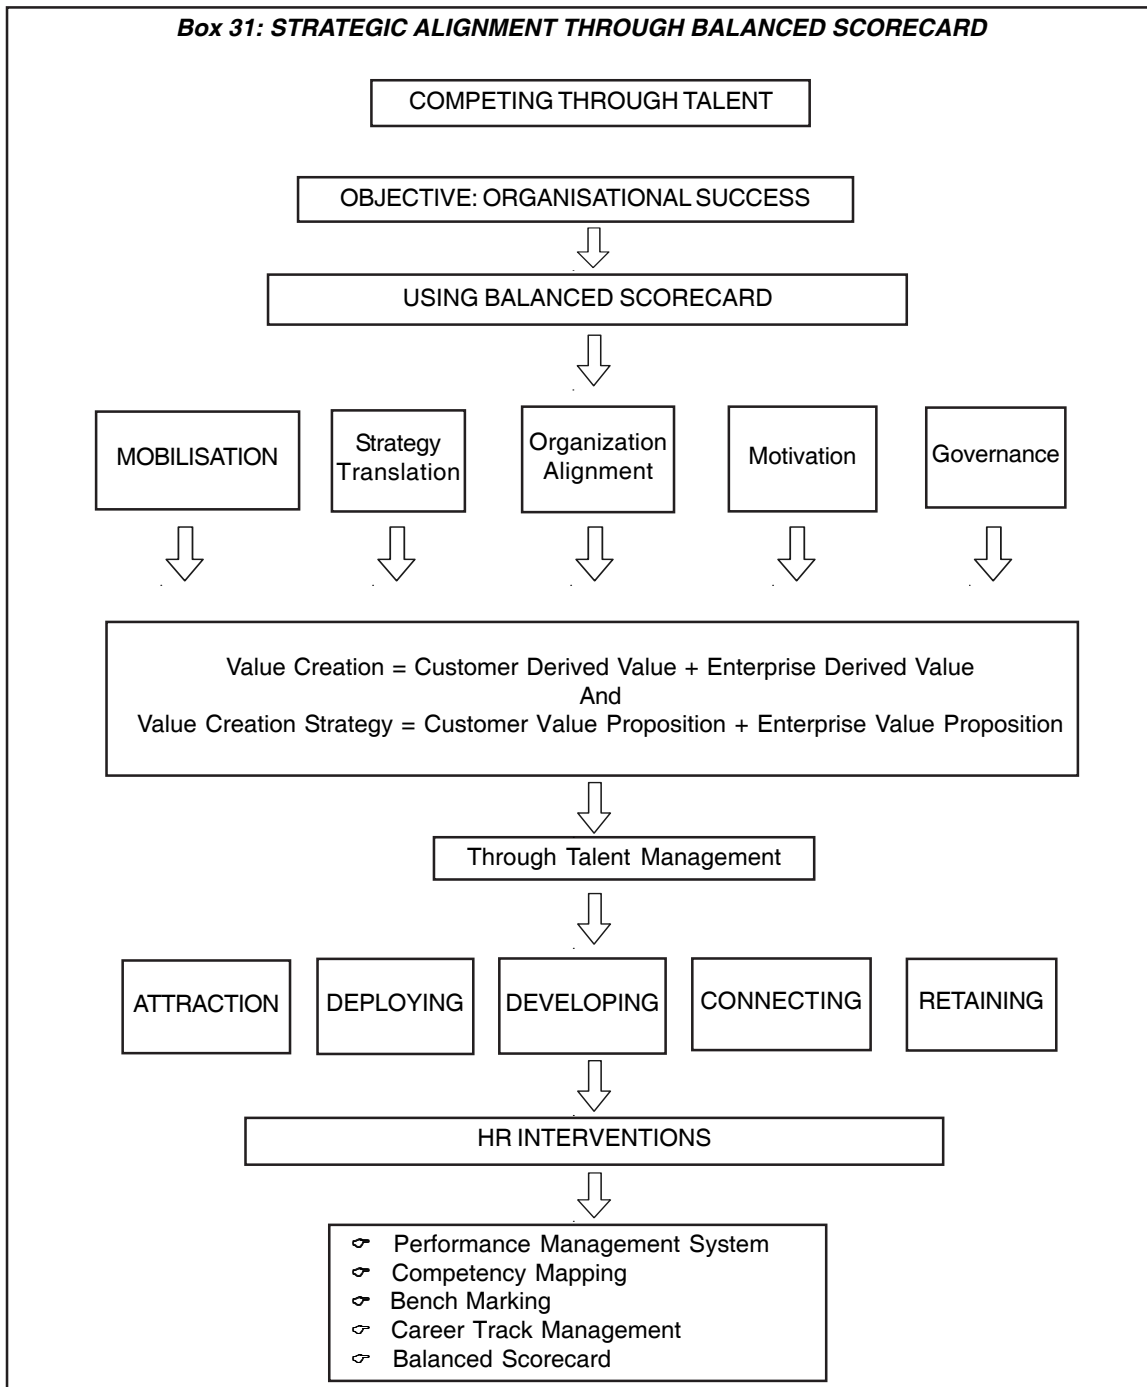 Box 31: STRATEGIC ALIGNMENT THROUGH BALANCED SCORECARD
COMPETING THROUGH TALENT
OBJECTIVE: ORGANISATIONAL SUCCESS
USING BALANCED SCORECARD
MOBILISATION
Strategy
Translation
Organization
Alignment
Motivation
Governance
Value Creation = Customer Derived Value + Enterprise Derived Value
And
Value Creation Strategy = Customer Value Proposition + Enterprise Value Proposition
Through Talent Management
ATTRACTION
DEPLOYING
DEVELOPING
CONNECTING
RETAINING
HR INTERVENTIONS
Performance Management System
Competency Mapping
Bench Marking
Career Track Management
Balanced Scorecard